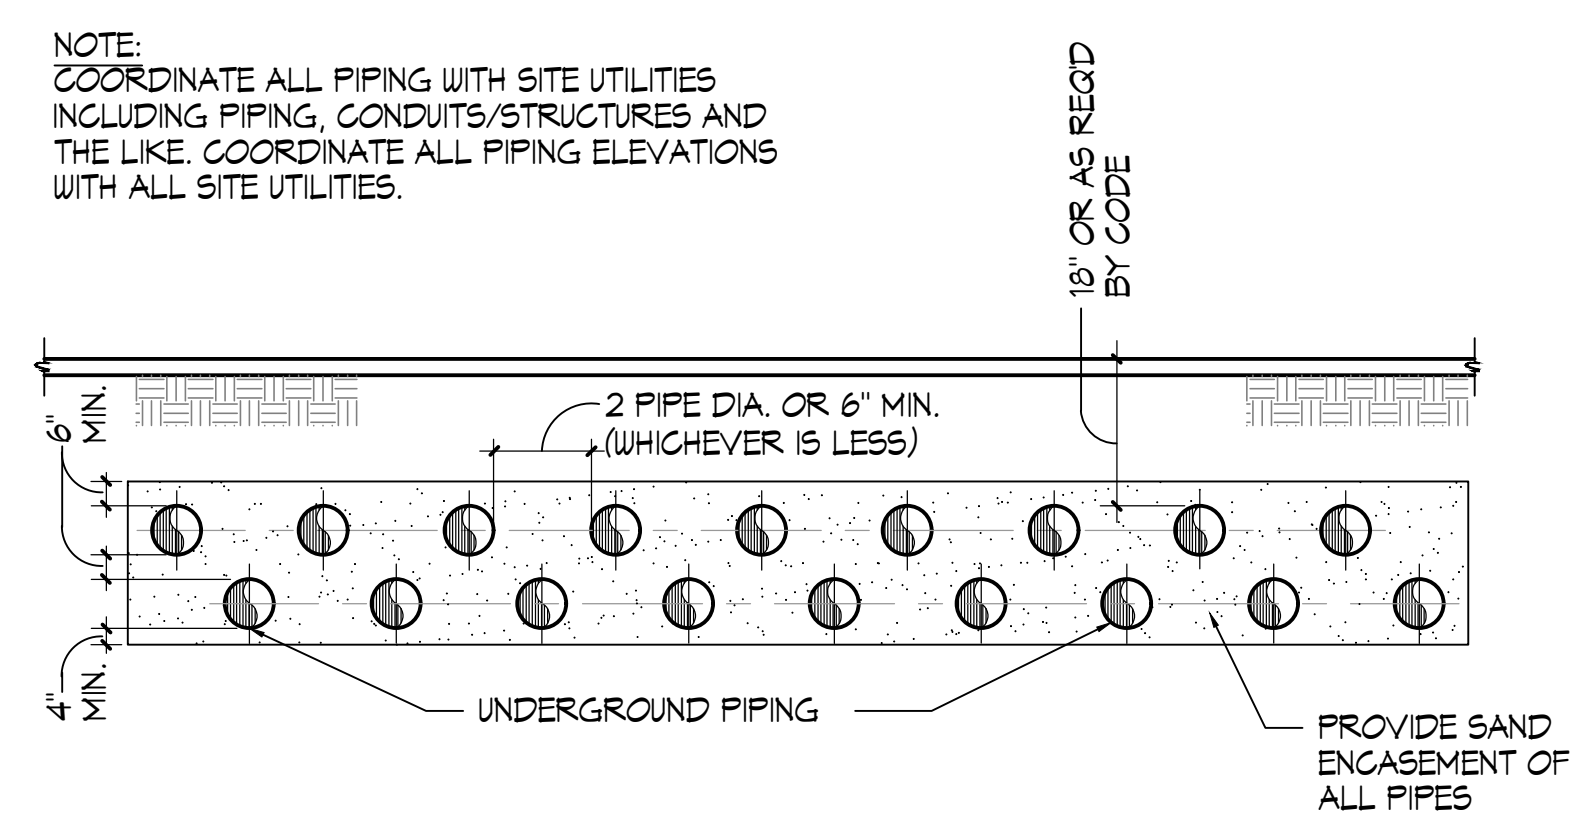 NOTE:
COORDINATE ALL PIPING WITH SITE UTILITIES
INCLUDING PIPING, CONDUITS/STRUCTURES AND
THE LIKE. COORDINATE ALL PIPING ELEVATIONS
WITH ALL SITE UTILITIES.
18" OR AS REQ'D
BY CODE
6"
MIN.
2 PIPE DIA. OR 6" MIN.
(WHICHEVER IS LESS)
4"
MIN.
UNDERGROUND PIPING
PROVIDE SAND
ENCASEMENT OF
ALL PIPES